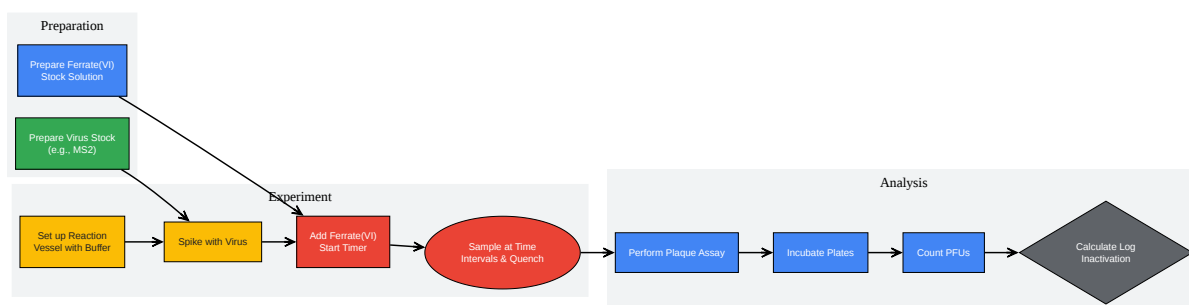 Preparation
Prepare Ferrate(VI)
Stock Solution
Prepare Virus Stock
(e.g., MS2)
Experiment
Set up Reaction
Vessel with Buffer
Spike with Virus
Add Ferrate(VI)
Start Timer
Sample at Time
Intervals & Quench
Analysis
Perform Plaque Assay
Incubate Plates
Count PFUs
Calculate Log
Inactivation